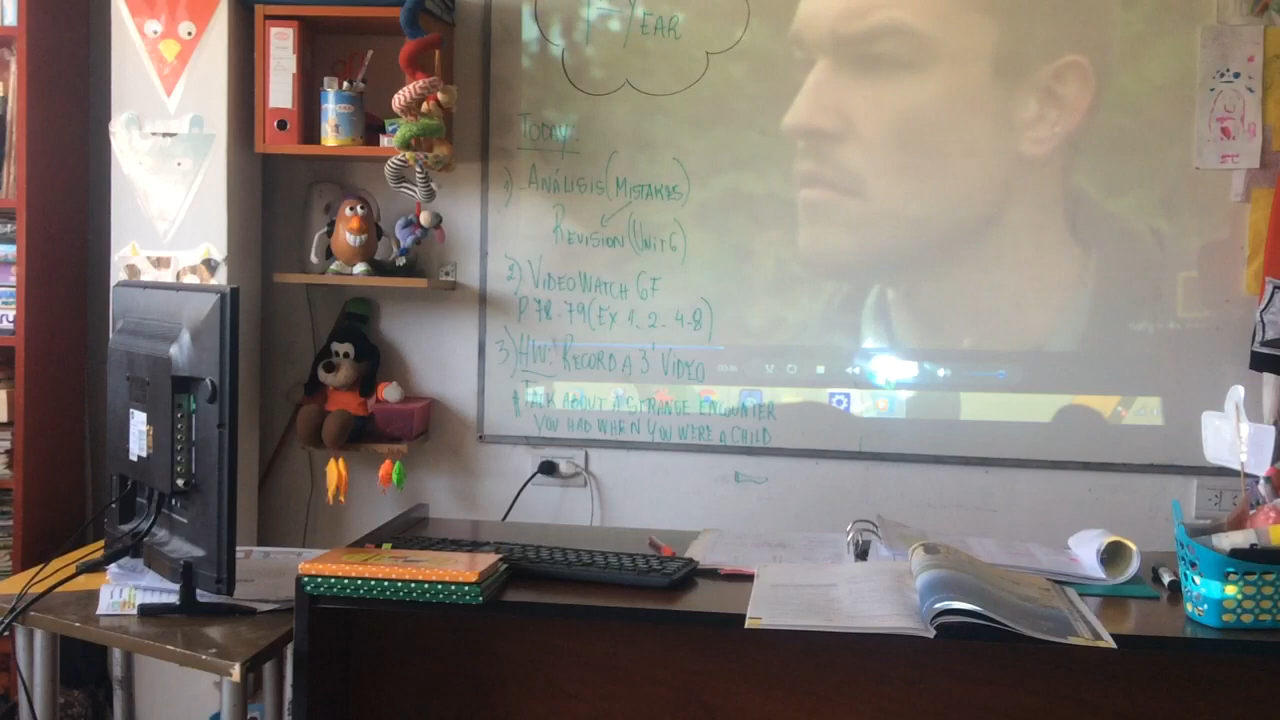 YEAR
TODAY:
1) ANÁLISIS (MISTAKES)
REVISION (UNIT 6)
2) VIDEO WATCH 6F
P. 78-79 (EX 1-2-4-8)
3) HW: RECORD A 3' VIDEO
TALK ABOUT A STRANGE ENCOUNTER
YOU HAD WHEN YOU WERE A CHILD